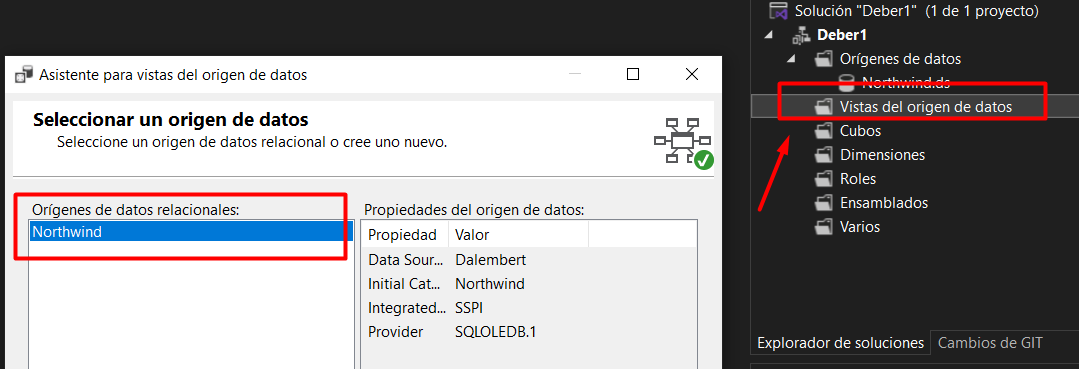 Asistente para vistas del origen de datos
Seleccionar un origen de datos
Seleccione un origen de datos relacional o cree uno nuevo.
Orígenes de datos relacionales:
Northwind
Propiedades del origen de datos:
Propiedad Valor
Data Sour... Dalembert
Initial Cat... Northwind
Integrated... SSPI
Provider SQLOLEDB.1
Solución "Deber1" (1 de 1 proyecto)
Deber1
Orígenes de datos
Northwind.ds
Vistas del origen de datos
Cubos
Dimensiones
Roles
Ensamblados
Varios
Explorador de soluciones Cambios de GIT